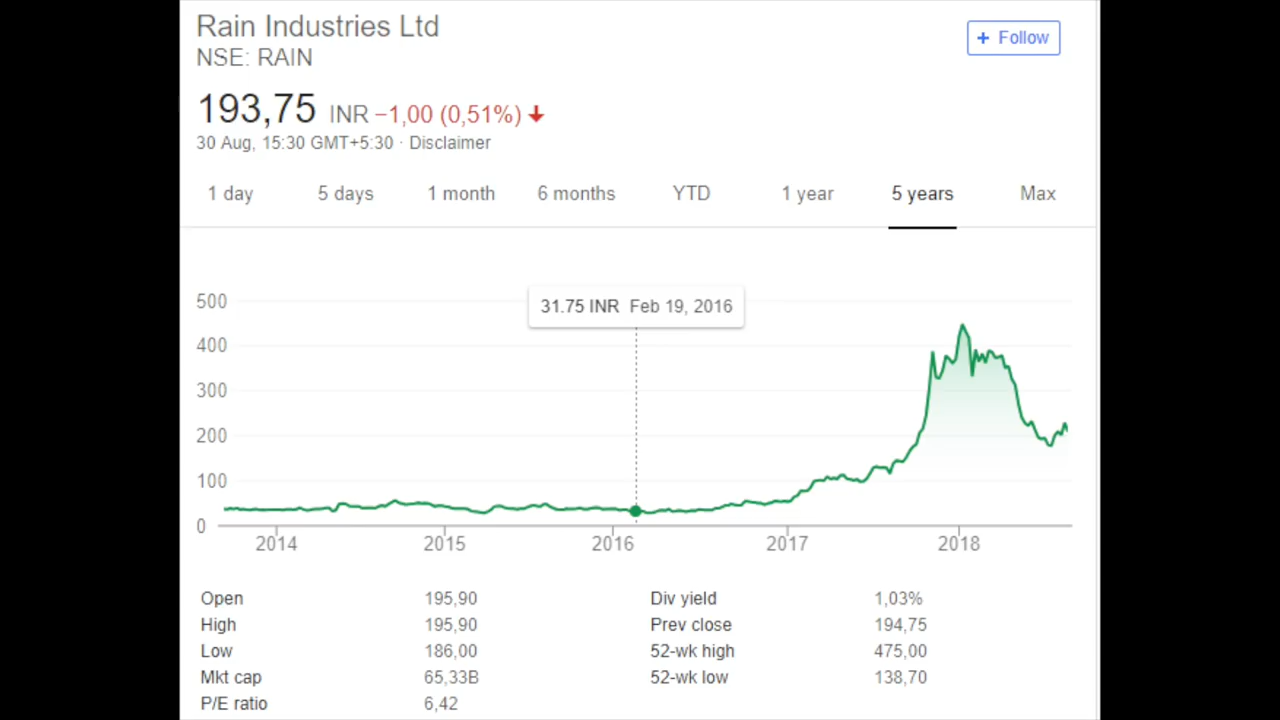 Rain Industries Ltd
NSE: RAIN
+ Follow
193,75 INR −1,00 (0,51%)
30 Aug, 15:30 GMT+5:30 · Disclaimer
1 day 5 days 1 month 6 months YTD 1 year 5 years Max
31.75 INR Feb 19, 2016
500
400
300
200
100
0
2014 2015 2016 2017 2018
Open 195,90 Div yield 1,03%
High 195,90 Prev close 194,75
Low 186,00 52-wk high 475,00
Mkt cap 65,33B 52-wk low 138,70
P/E ratio 6,42